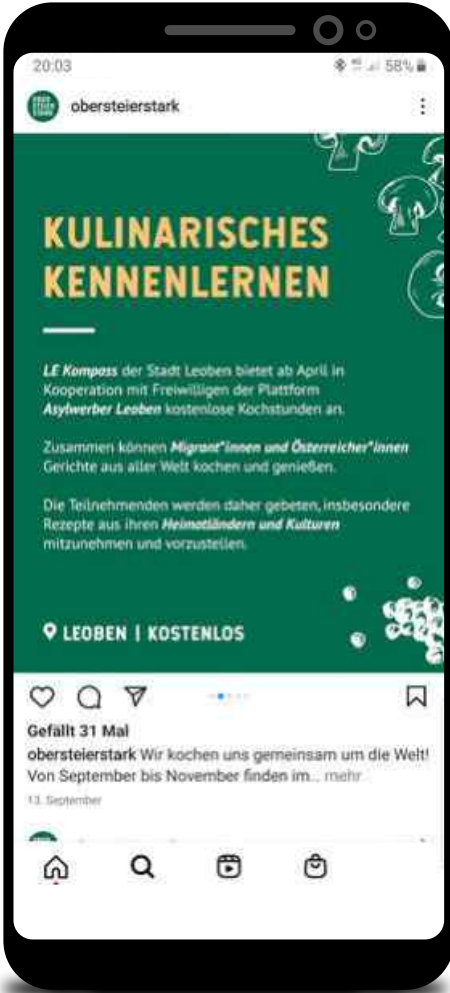 20:03
58%
OBER
STEIER
STARK
obersteierstark
KULINARISCHES
KENNENLERNEN
LE Kompass der Stadt Leoben bietet ab April in
Kooperation mit Freiwilligen der Plattform
Asylwerber Leoben kostenlose Kochstunden an.
Zusammen können Migrant*innen und Österreicher*innen
Gerichte aus aller Welt kochen und genießen.
Die Teilnehmenden werden daher gebeten, insbesondere
Rezepte aus ihren Heimatländern und Kulturen
mitzunehmen und vorzustellen.
LEOBEN | KOSTENLOS
Gefällt 31 Mal
obersteierstark Wir kochen uns gemeinsam um die Welt!
Von September bis November finden im... mehr
13. September